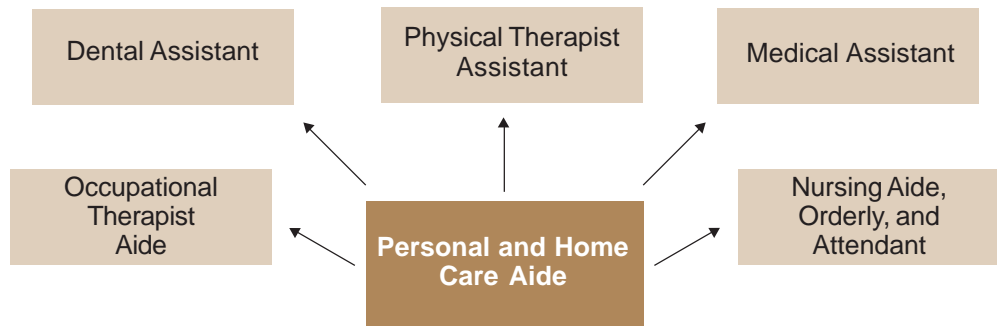 Dental Assistant
Physical Therapist
Assistant
Medical Assistant
Occupational
Therapist
Aide
Nursing Aide,
Orderly, and
Attendant
Personal and Home
Care Aide